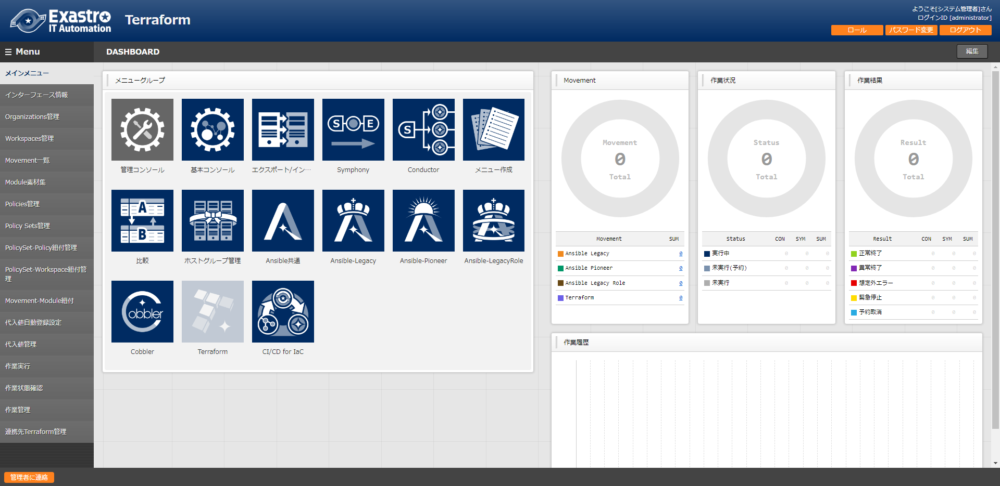 Exastro
IT Automation
Terraform
ようこそ[システム管理者]さん
ログインID [administrator]
ロール
パスワード変更
ログアウト
Menu
DASHBOARD
編集
メインメニュー
インターフェース情報
Organizations管理
Workspaces管理
Movement一覧
Module素材集
Policies管理
Policy Sets管理
PolicySet-Policy紐付管理
PolicySet-Workspace紐付管
理
Movement-Module紐付
代入値自動登録設定
代入値管理
作業実行
作業状態確認
作業管理
連携先Terraform管理
管理者に連絡
メニューグループ
S E
S
管理コンソール
基本コンソール
エクスポート/イン…
Symphony
Conductor
メニュー作成
A
B
比較
ホストグループ管理
Ansible共通
Ansible-Legacy
Ansible-Pioneer
Ansible-LegacyRole
Cobbler
Cobbler
Terraform
CI/CD for IaC
Movement
Movement
0
Total
Movement SUM
Ansible Legacy 0
Ansible Pioneer 0
Ansible Legacy Role 0
Terraform 0
作業状況
Status
0
Total
Status CON SYM SUM
実行中 0 0 0
未実行(予約) 0 0 0
未実行 0 0 0
作業結果
Result
0
Total
Result CON SYM SUM
正常終了 0 0 0
異常終了 0 0 0
想定外エラー 0 0 0
緊急停止 0 0 0
予約取消 0 0 0
作業履歴